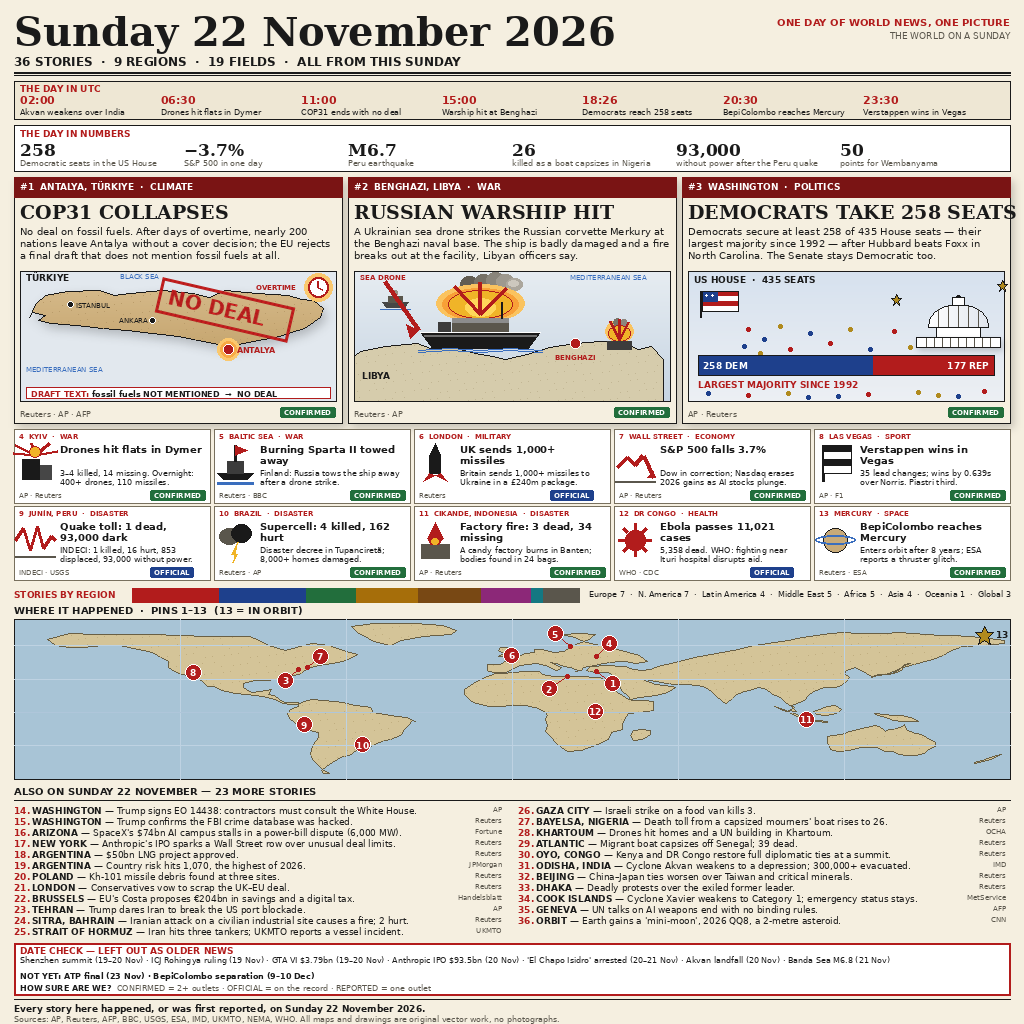 Sunday 22 November 2026
ONE DAY OF WORLD NEWS, ONE PICTURE
THE WORLD ON A SUNDAY
36 STORIES · 9 REGIONS · 19 FIELDS · ALL FROM THIS SUNDAY
THE DAY IN UTC
02:00 06:30 11:00 15:00 18:26 20:30 23:30
Akvan weakens over India Drones hit flats in Dymer COP31 ends with no deal Warship hit at Benghazi Democrats reach 258 seats BepiColombo reaches Mercury Verstappen wins in Vegas
THE DAY IN NUMBERS
258 −3.7% M6.7 26 93,000 50
Democratic seats in the US House S&P 500 in one day Peru earthquake killed as a boat capsizes in Nigeria without power after the Peru quake points for Wembanyama
#1 ANTALYA, TÜRKIYE · CLIMATE
COP31 COLLAPSES
No deal on fossil fuels. After days of overtime, nearly 200
nations leave Antalya without a cover decision; the EU rejects
a final draft that does not mention fossil fuels at all.
TÜRKIYE
BLACK SEA
OVERTIME
ISTANBUL
NO DEAL
ANKARA
ANTALYA
MEDITERRANEAN SEA
DRAFT TEXT: fossil fuels NOT MENTIONED → NO DEAL
Reuters · AP · AFP CONFIRMED
#2 BENGHAZI, LIBYA · WAR
RUSSIAN WARSHIP HIT
A Ukrainian sea drone strikes the Russian corvette Merkury at
the Benghazi naval base. The ship is badly damaged and a fire
breaks out at the facility, Libyan officers say.
SEA DRONE
MEDITERRANEAN SEA
BENGHAZI
LIBYA
Reuters · AP CONFIRMED
#3 WASHINGTON · POLITICS
DEMOCRATS TAKE 258 SEATS
Democrats secure at least 258 of 435 House seats — their
largest majority since 1992 — after Hubbard beats Foxx in
North Carolina. The Senate stays Democratic too.
US HOUSE · 435 SEATS
258 DEM 177 REP
LARGEST MAJORITY SINCE 1992
AP · Reuters CONFIRMED
4 KYIV · WAR
Drones hit flats in Dymer
3–4 killed, 14 missing. Overnight:
400+ drones, 110 missiles.
AP · Reuters CONFIRMED
5 BALTIC SEA · WAR
Burning Sparta II towed
away
Finland: Russia tows the ship away
after a drone strike.
Reuters · BBC CONFIRMED
6 LONDON · MILITARY
UK sends 1,000+
missiles
Britain sends 1,000+ missiles to
Ukraine in a £240m package.
Reuters OFFICIAL
7 WALL STREET · ECONOMY
S&P 500 falls 3.7%
Dow in correction; Nasdaq erases
2026 gains as AI stocks plunge.
AP · Reuters CONFIRMED
8 LAS VEGAS · SPORT
Verstappen wins in
Vegas
35 lead changes; wins by 0.639s
over Norris. Piastri third.
AP · F1 CONFIRMED
9 JUNÍN, PERU · DISASTER
Quake toll: 1 dead,
93,000 dark
INDECI: 1 killed, 16 hurt, 853
displaced, 93,000 without power.
INDECI · USGS OFFICIAL
10 BRAZIL · DISASTER
Supercell: 4 killed, 162
hurt
Disaster decree in Tupanciretã;
8,000+ homes damaged.
Reuters · AP CONFIRMED
11 CIKANDE, INDONESIA · DISASTER
Factory fire: 3 dead, 34
missing
A candy factory burns in Banten;
bodies found in 24 bags.
AP · Reuters CONFIRMED
12 DR CONGO · HEALTH
Ebola passes 11,021
cases
5,358 dead. WHO: fighting near
Ituri hospital disrupts aid.
WHO · CDC OFFICIAL
13 MERCURY · SPACE
BepiColombo reaches
Mercury
Enters orbit after 8 years; ESA
reports a thruster glitch.
Reuters · ESA CONFIRMED
STORIES BY REGION Europe 7 · N. America 7 · Latin America 4 · Middle East 5 · Africa 5 · Asia 4 · Oceania 1 · Global 3
WHERE IT HAPPENED · PINS 1–13 (13 = IN ORBIT)
5 4 13
7 6
8 3 1
2
12
9 11
10
ALSO ON SUNDAY 22 NOVEMBER — 23 MORE STORIES
14. WASHINGTON — Trump signs EO 14438: contractors must consult the White House. AP
15. WASHINGTON — Trump confirms the FBI crime database was hacked. Reuters
16. ARIZONA — SpaceX's $74bn AI campus stalls in a power-bill dispute (6,000 MW). Fortune
17. NEW YORK — Anthropic's IPO sparks a Wall Street row over unusual deal limits. Reuters
18. ARGENTINA — $50bn LNG project approved. Reuters
19. ARGENTINA — Country risk hits 1,070, the highest of 2026. JPMorgan
20. POLAND — Kh-101 missile debris found at three sites. Reuters
21. LONDON — Conservatives vow to scrap the UK–EU deal. Reuters
22. BRUSSELS — EU's Costa proposes €204bn in savings and a digital tax. Handelsblatt
23. TEHRAN — Trump dares Iran to break the US port blockade. AP
24. SITRA, BAHRAIN — Iranian attack on a civilian industrial site causes a fire; 2 hurt. Reuters
25. STRAIT OF HORMUZ — Iran hits three tankers; UKMTO reports a vessel incident. UKMTO
26. GAZA CITY — Israeli strike on a food van kills 3. AP
27. BAYELSA, NIGERIA — Death toll from a capsized mourners' boat rises to 26. Reuters
28. KHARTOUM — Drones hit homes and a UN building in Khartoum. OCHA
29. ATLANTIC — Migrant boat capsizes off Senegal; 39 dead. Reuters
30. OYO, CONGO — Kenya and DR Congo restore full diplomatic ties at a summit. Reuters
31. ODISHA, INDIA — Cyclone Akvan weakens to a depression; 300,000+ evacuated. IMD
32. BEIJING — China–Japan ties worsen over Taiwan and critical minerals. Reuters
33. DHAKA — Deadly protests over the exiled former leader. Reuters
34. COOK ISLANDS — Cyclone Xavier weakens to Category 1; emergency status stays. MetService
35. GENEVA — UN talks on AI weapons end with no binding rules. AFP
36. ORBIT — Earth gains a 'mini-moon', 2026 QQ8, a 2-metre asteroid. CNN
DATE CHECK — LEFT OUT AS OLDER NEWS
Shenzhen summit (19–20 Nov) · ICJ Rohingya ruling (19 Nov) · GTA VI $3.79bn (19–20 Nov) · Anthropic IPO $93.5bn (20 Nov) · 'El Chapo Isidro' arrested (20–21 Nov) · Akvan landfall (20 Nov) · Banda Sea M6.8 (21 Nov)
NOT YET: ATP final (23 Nov) · BepiColombo separation (9–10 Dec)
HOW SURE ARE WE? CONFIRMED = 2+ outlets · OFFICIAL = on the record · REPORTED = one outlet
Every story here happened, or was first reported, on Sunday 22 November 2026.
Sources: AP, Reuters, AFP, BBC, USGS, ESA, IMD, UKMTO, NEMA, WHO. All maps and drawings are original vector work, no photographs.